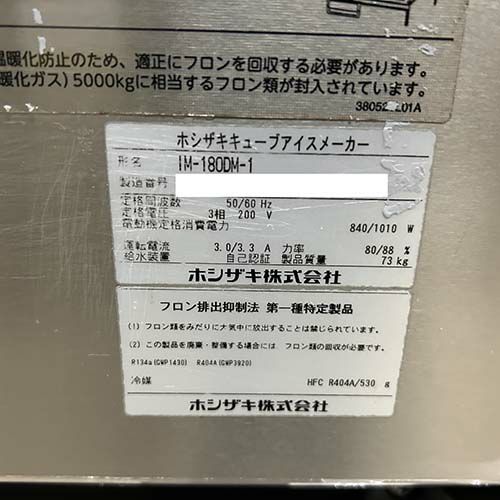 温暖化防止のため、適正にフロンを回収する必要があります。
暖化ガス)5000kgに相当するフロン類が封入されています。
ホシザキキューブアイスメーカー
形名 IM-180DM-1
製造番号
定格周波数 50/60 Hz
定格電圧 3相 200 V
電動機定格消費電力 840/1010 W
運転電流 3.0/3.3 A 力率 80/88 %
給水装置 自己認証 製品質量 73 kg
ホシザキ株式会社
フロン排出抑制法 第一種特定製品
(1) フロン類をみだりに大気中に放出することは禁じられています。
(2) この製品を廃棄・整備する場合には、フロン類の回収が必要です。
R134a(GWP1430) R404A(GWP3920)
冷媒 HFC R404A/530 g
ホシザキ株式会社